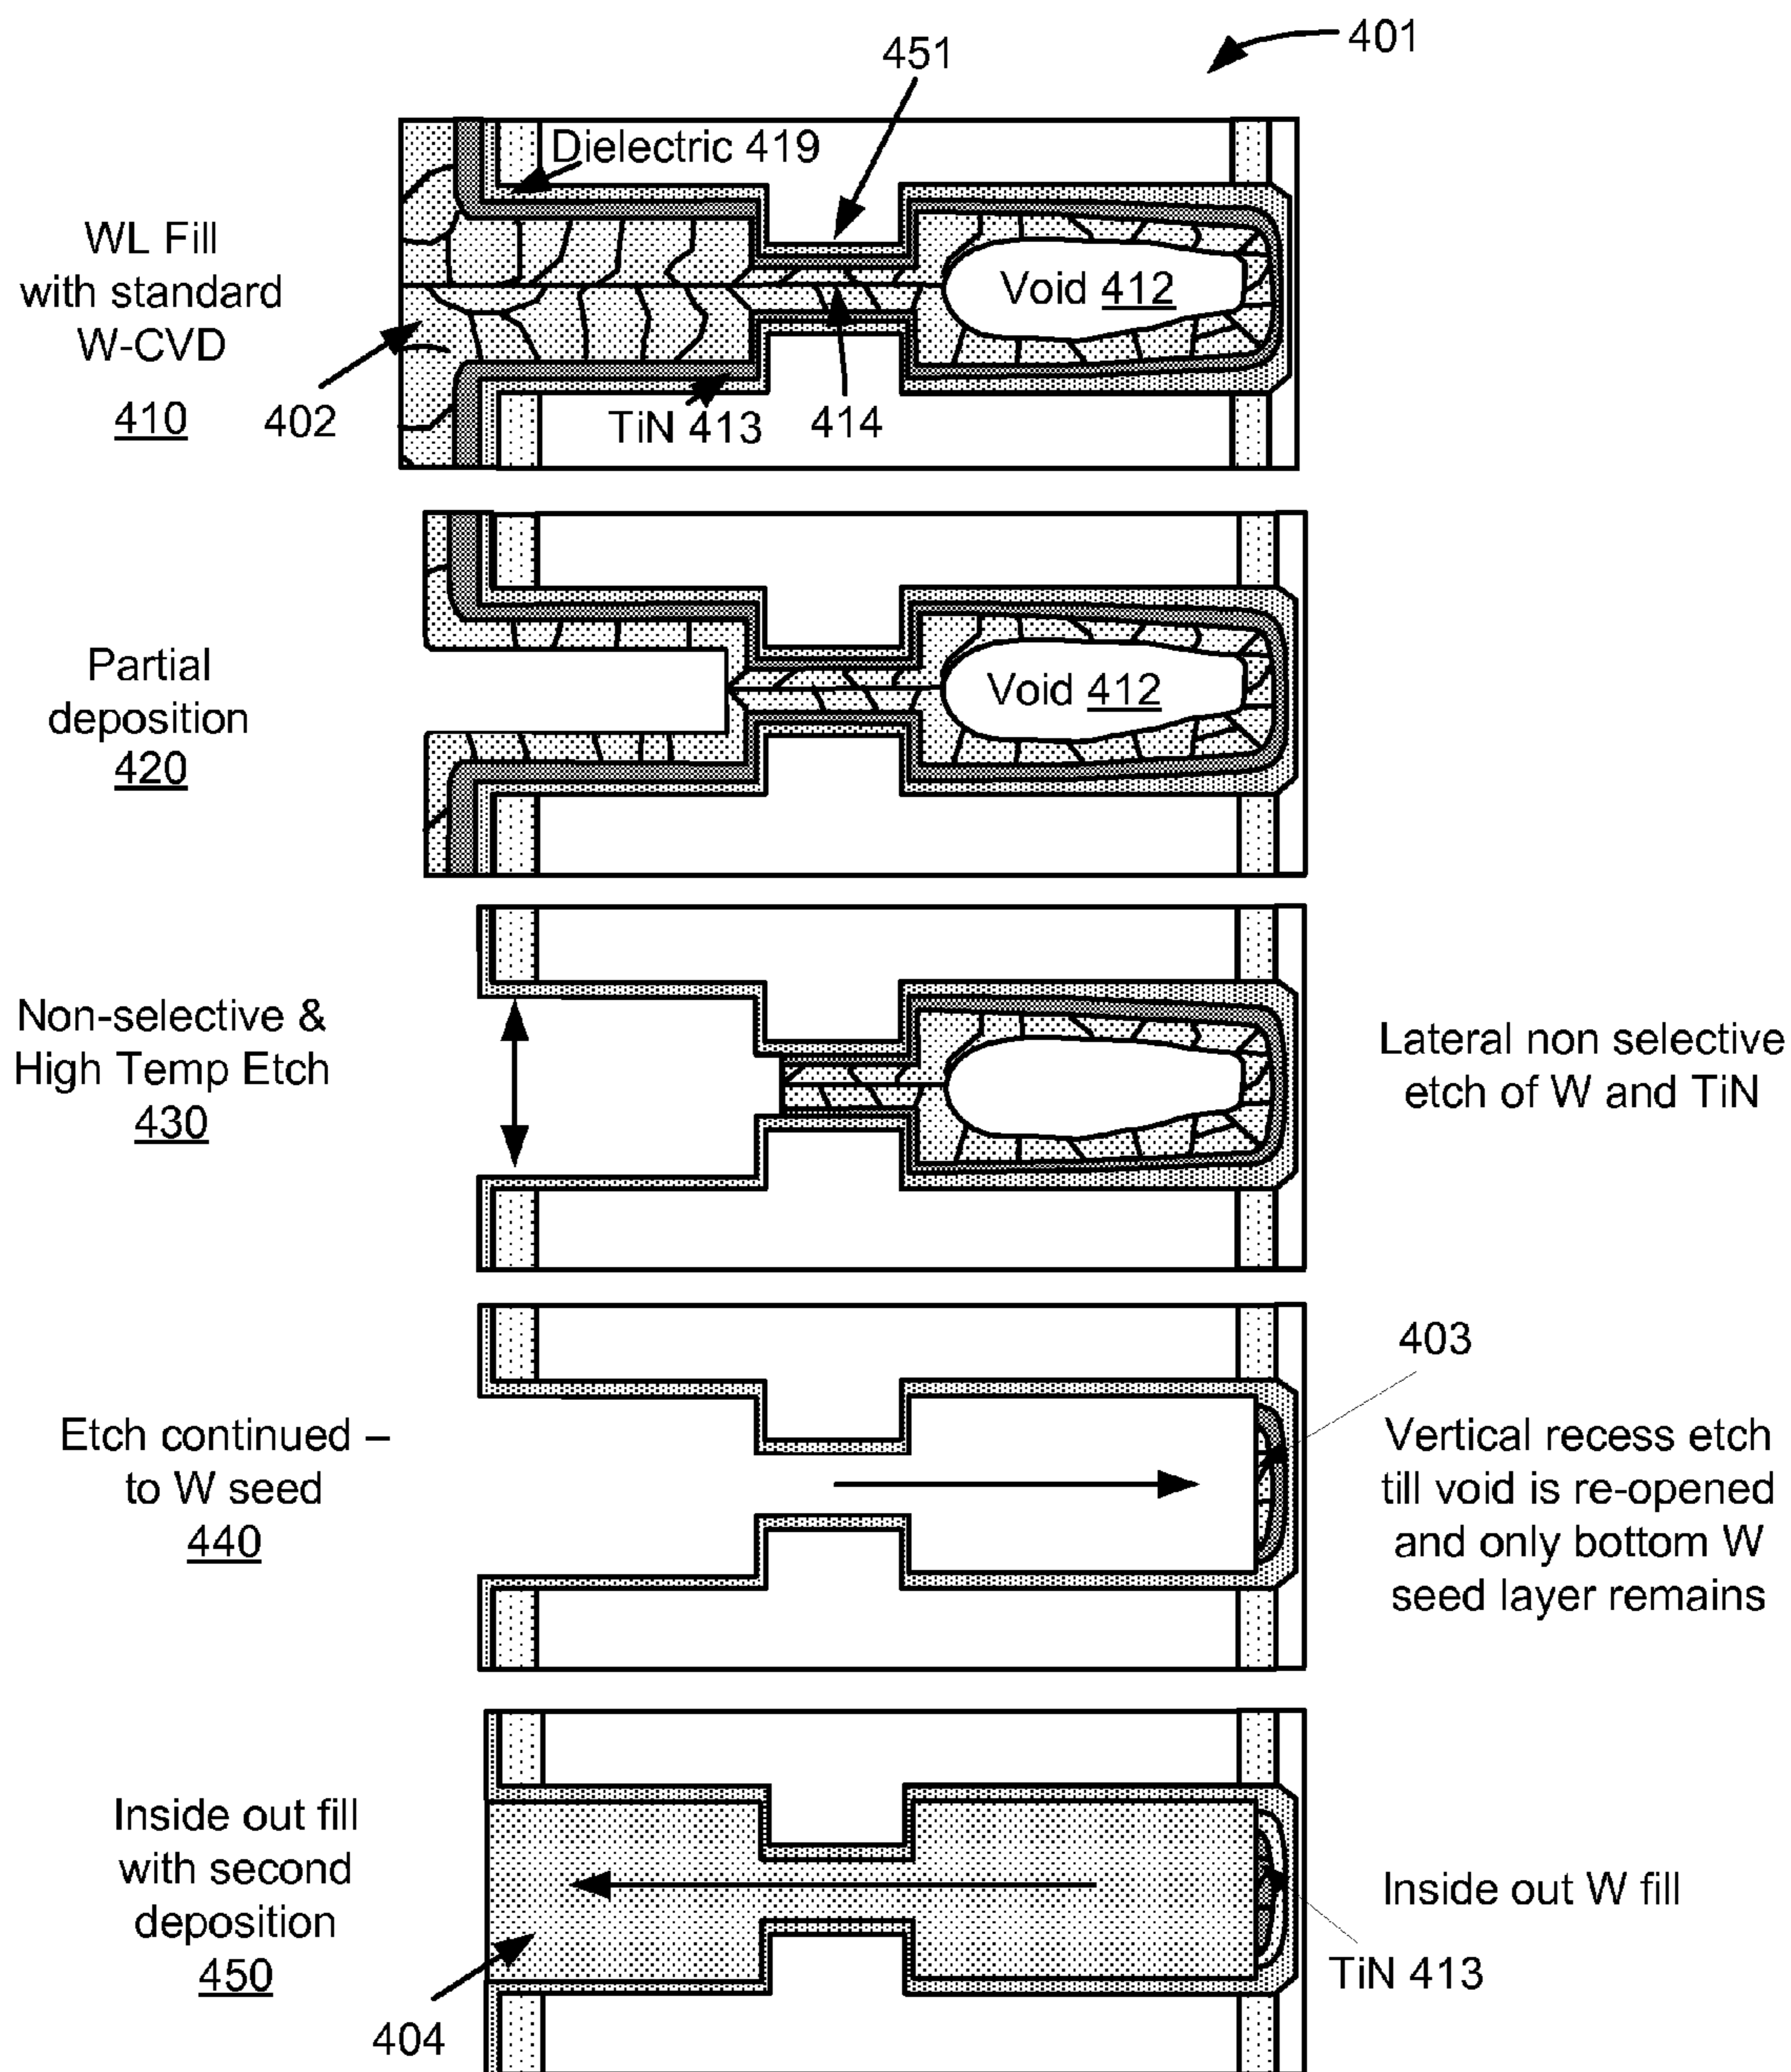 401
451
Dielectric 419
WL Fill
with standard
W-CVD
410
402
Void 412
TiN 413
414
Partial
deposition
420
Void 412
Non-selective &
High Temp Etch
430
Lateral non selective
etch of W and TiN
403
Etch continued –
to W seed
440
Vertical recess etch
till void is re-opened
and only bottom W
seed layer remains
Inside out fill
with second
deposition
450
Inside out W fill
TiN 413
404